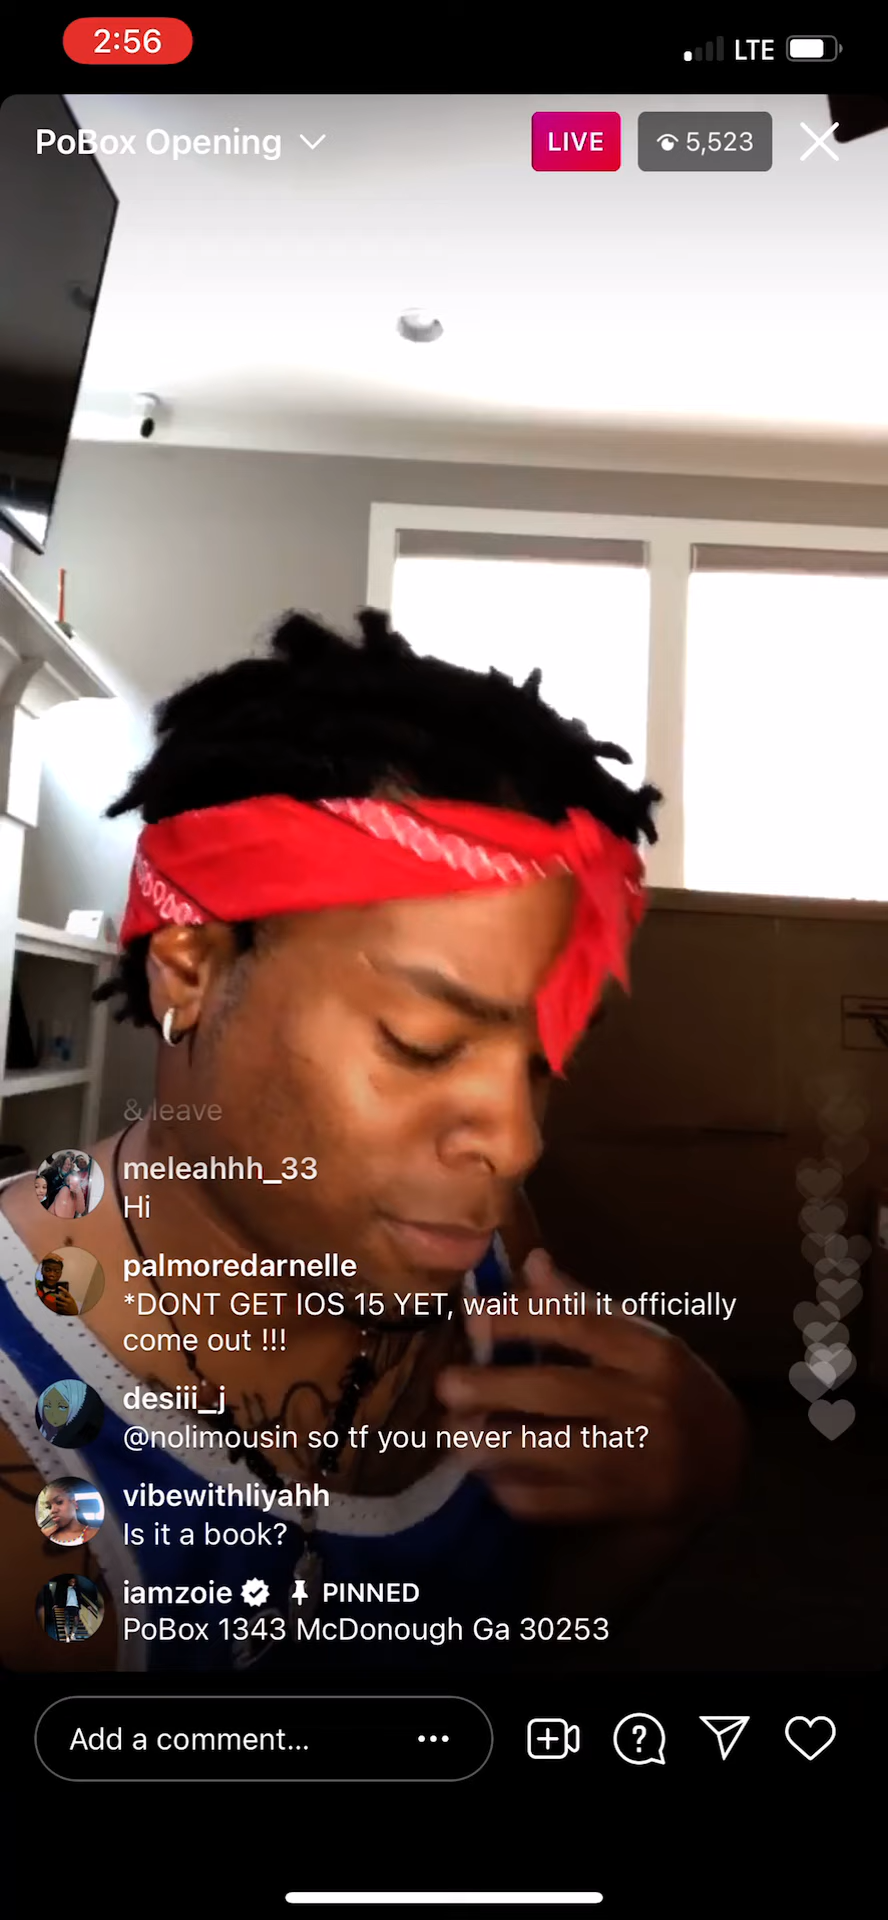 2:56
LTE
PoBox Opening
LIVE
5,523
& leave
meleahhh_33
Hi
palmoredarnelle
*DONT GET IOS 15 YET, wait until it officially
come out !!!
desiii_j
@nolimousin so tf you never had that?
vibewithliyahh
Is it a book?
iamzoie PINNED
PoBox 1343 McDonough Ga 30253
Add a comment...